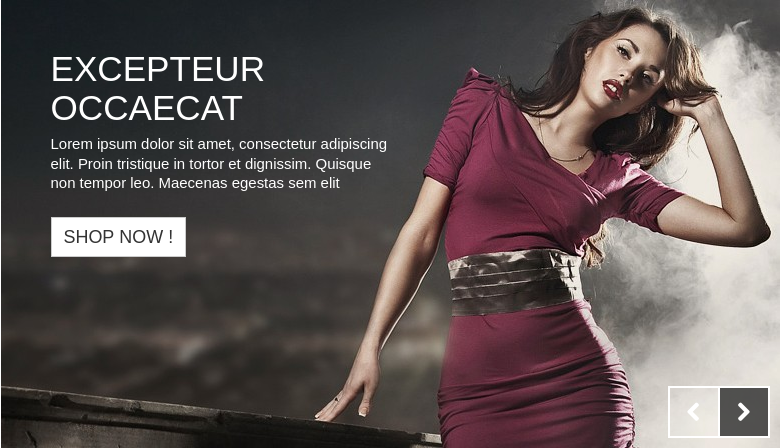 EXCEPTEUR
OCCAECAT
Lorem ipsum dolor sit amet, consectetur adipiscing
elit. Proin tristique in tortor et dignissim. Quisque
non tempor leo. Maecenas egestas sem elit
SHOP NOW !